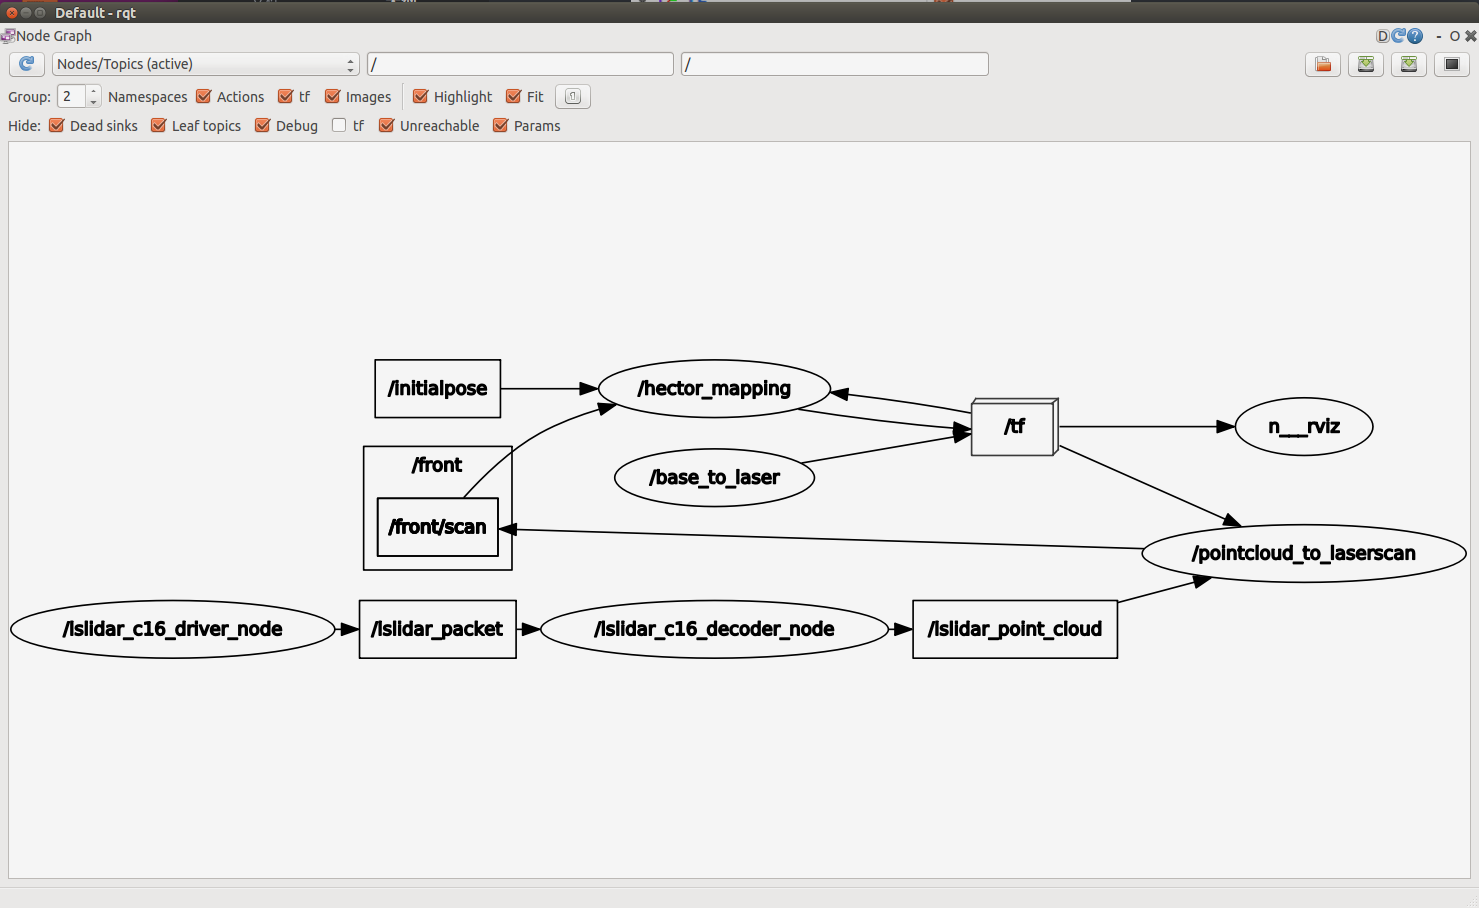 Default - rqt
Node Graph
D ? - O
Nodes/Topics (active) / /
Group: 2 Namespaces Actions tf Images Highlight Fit
Hide: Dead sinks Leaf topics Debug tf Unreachable Params
/initialpose
/hector_mapping
/tf
n___rviz
/front
/base_to_laser
/front/scan
/pointcloud_to_laserscan
/lslidar_c16_driver_node
/lslidar_packet
/lslidar_c16_decoder_node
/lslidar_point_cloud